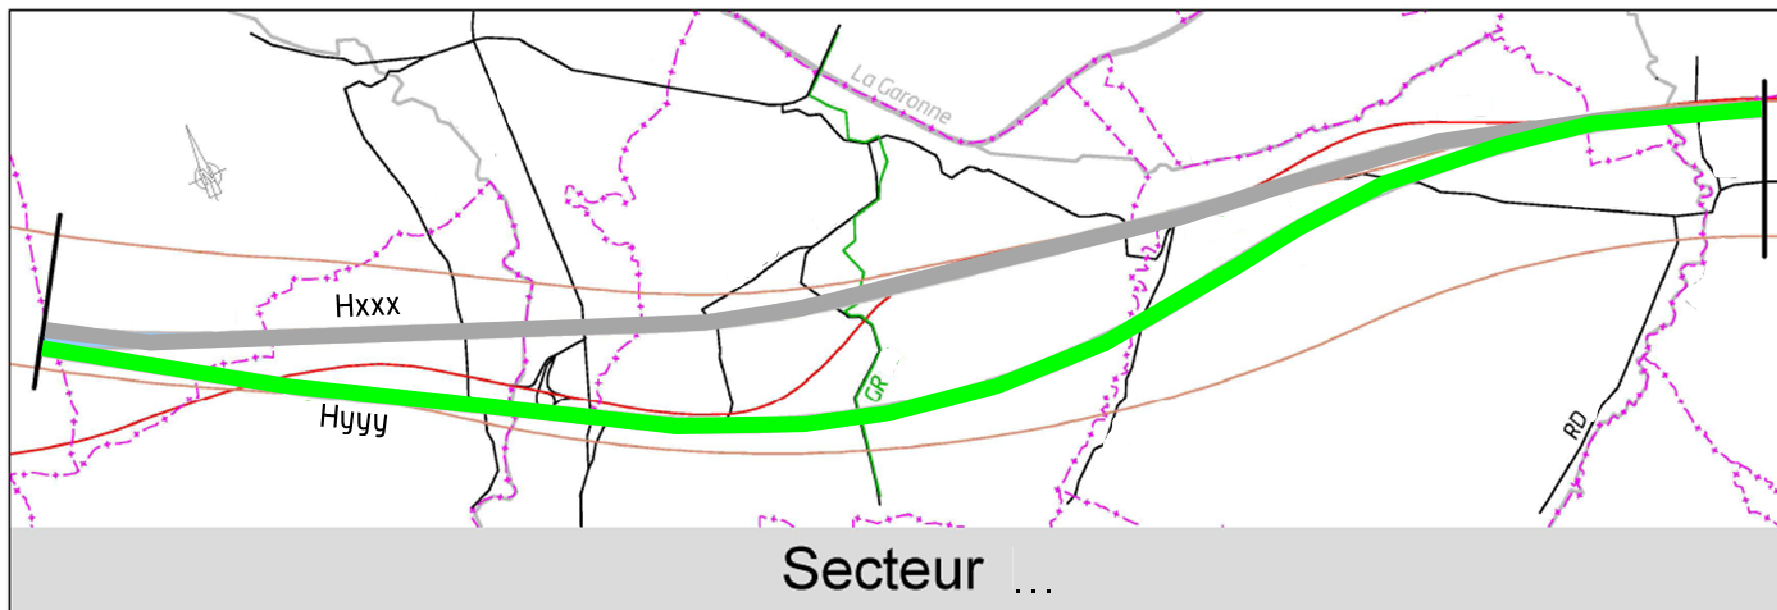 La Garonne
Hxxx
Hyyy
GR
RD
Secteur ...